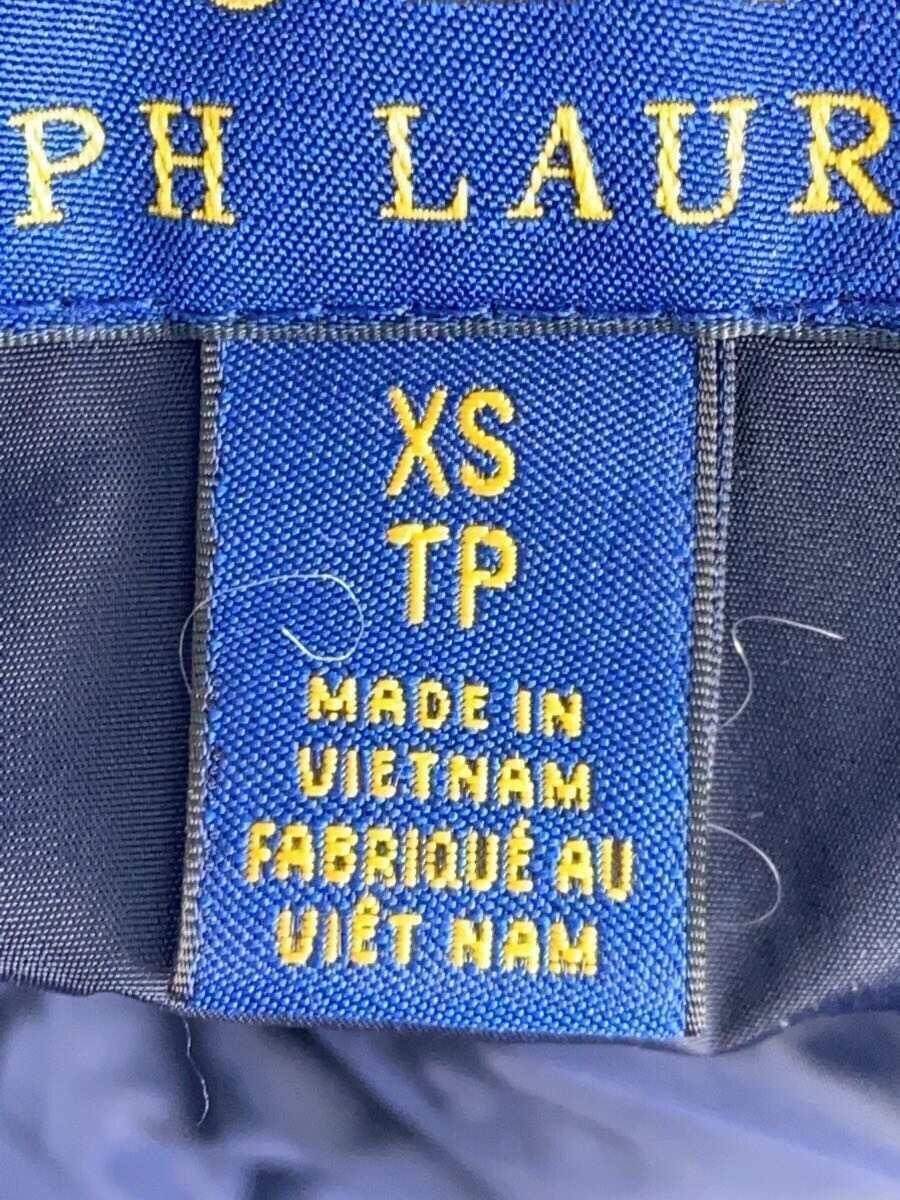 PH LAUR
XS
TP
MADE IN
VIETNAM
FABRIQUÉ AU
VIÊT NAM